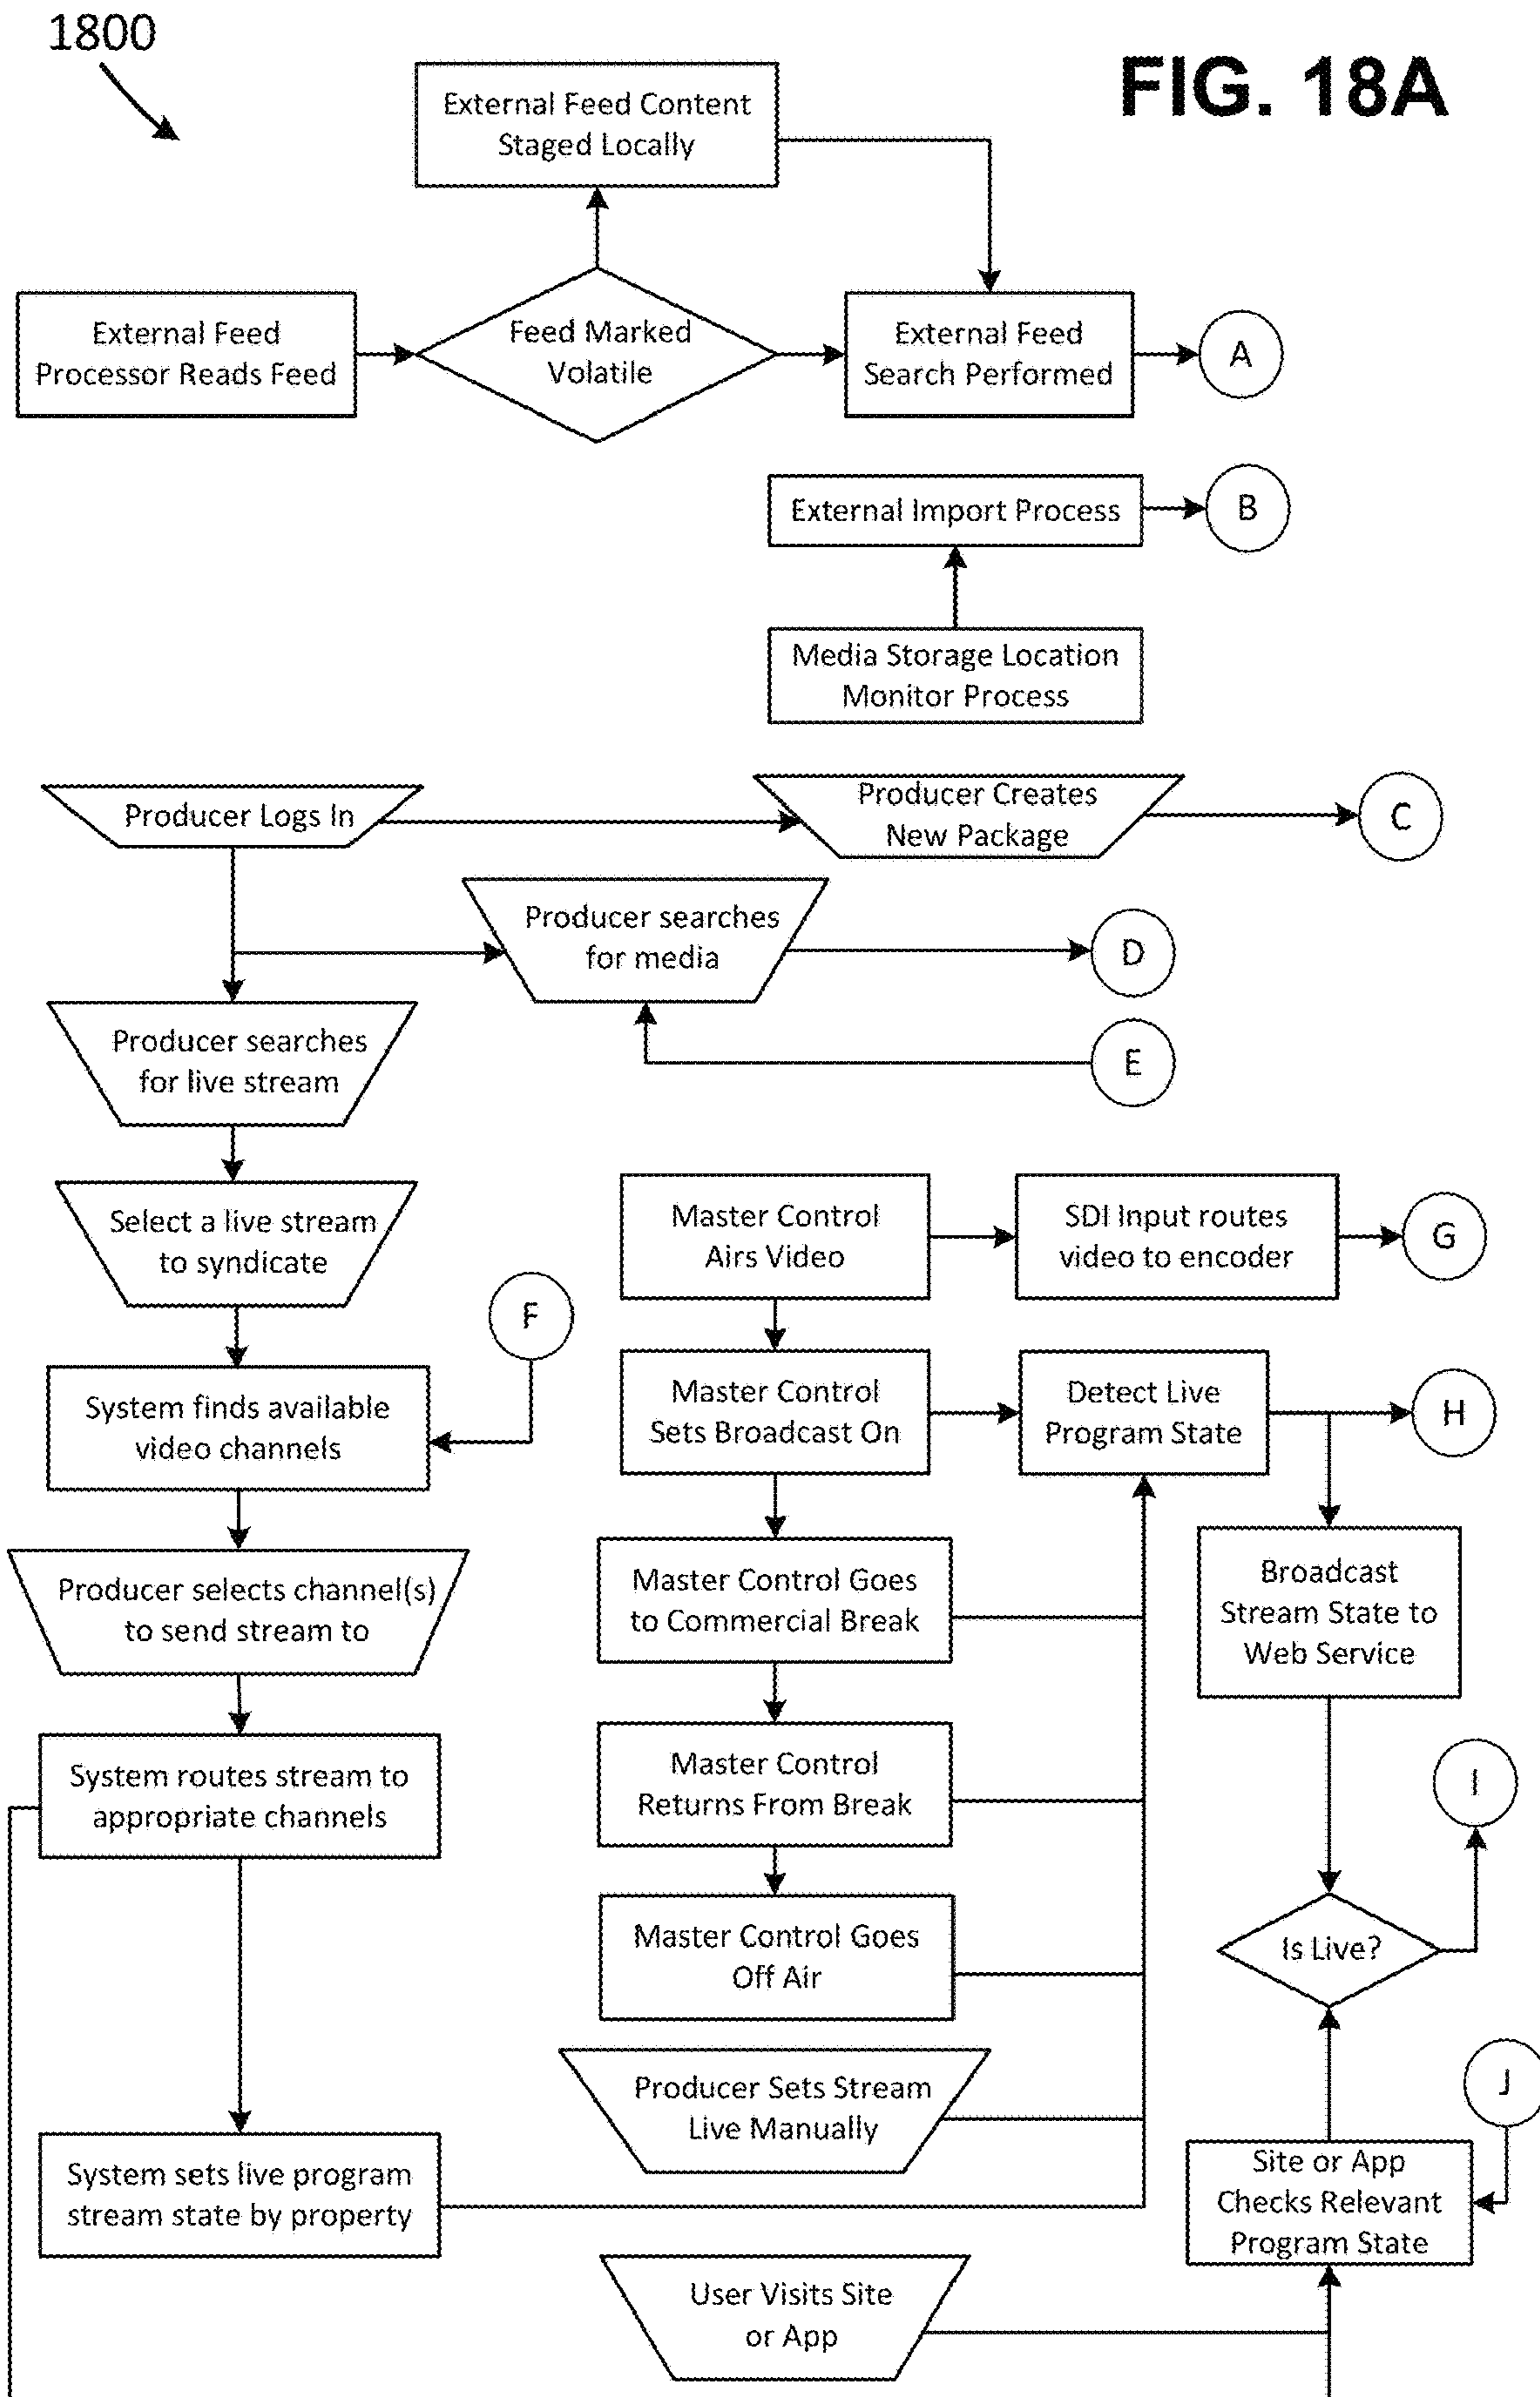 1800
FIG. 18A
External Feed Content
Staged Locally
External Feed
Processor Reads Feed
Feed Marked
Volatile
External Feed
Search Performed
A
External Import Process
B
Media Storage Location
Monitor Process
Producer Logs In
Producer Creates
New Package
C
Producer searches
for media
D
E
Producer searches
for live stream
Select a live stream
to syndicate
F
System finds available
video channels
Producer selects channel(s)
to send stream to
System routes stream to
appropriate channels
System sets live program
stream state by property
Master Control
Airs Video
SDI Input routes
video to encoder
G
Master Control
Sets Broadcast On
Detect Live
Program State
H
Master Control Goes
to Commercial Break
Broadcast
Stream State to
Web Service
Master Control
Returns From Break
I
Master Control Goes
Off Air
Is Live?
Producer Sets Stream
Live Manually
J
Site or App
Checks Relevant
Program State
User Visits Site
or App